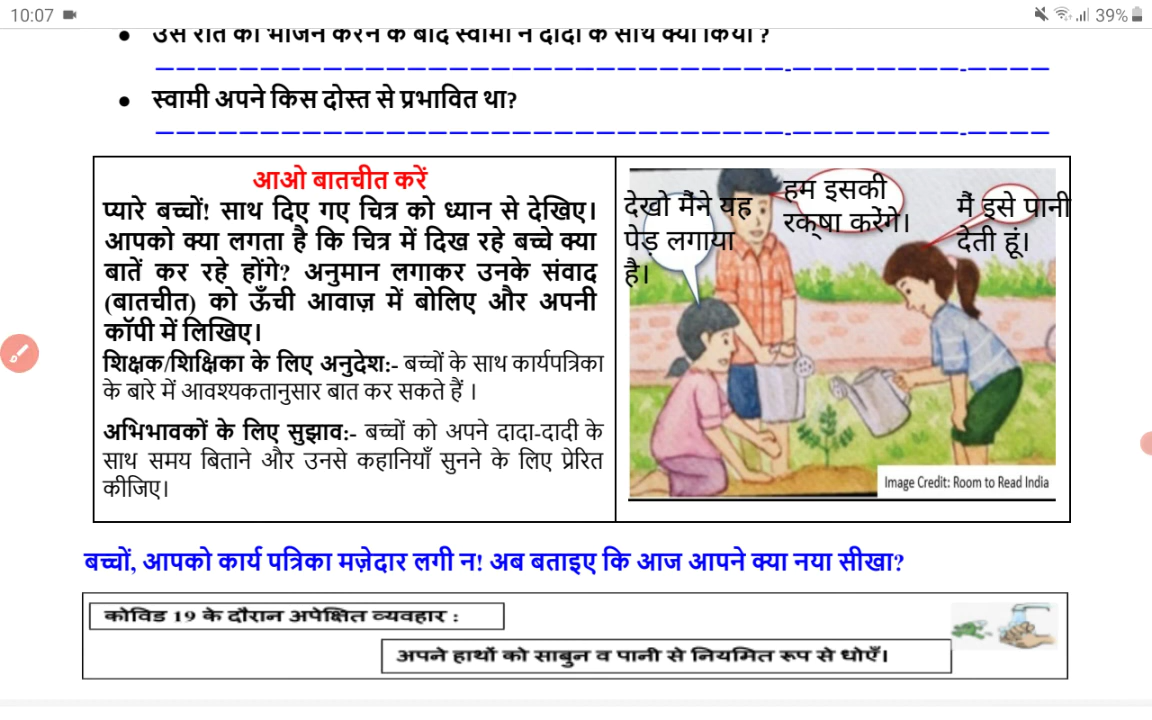 10:07
39%
• उस रात का भोजन करने के बाद स्वामी ने दादी के साथ क्या किया ?
• स्वामी अपने किस दोस्त से प्रभावित था?
आओ बातचीत करें
प्यारे बच्चों! साथ दिए गए चित्र को ध्यान से देखिए।
आपको क्या लगता है कि चित्र में दिख रहे बच्चे क्या
बातें कर रहे होंगे? अनुमान लगाकर उनके संवाद
(बातचीत) को ऊँची आवाज़ में बोलिए और अपनी
कॉपी में लिखिए।
शिक्षक/शिक्षिका के लिए अनुदेश:- बच्चों के साथ कार्यपत्रिका
के बारे में आवश्यकतानुसार बात कर सकते हैं ।
अभिभावकों के लिए सुझाव:- बच्चों को अपने दादा-दादी के
साथ समय बिताने और उनसे कहानियाँ सुनने के लिए प्रेरित
कीजिए।
देखो मैंने यह
पेड़ लगाया
है।
हम इसकी
रक्षा करेंगे।
मैं इसे पानी
देती हूं।
Image Credit: Room to Read India
बच्चों, आपको कार्य पत्रिका मज़ेदार लगी न! अब बताइए कि आज आपने क्या नया सीखा?
कोविड 19 के दौरान अपेक्षित व्यवहार :
अपने हाथों को साबुन व पानी से नियमित रूप से धोएँ।